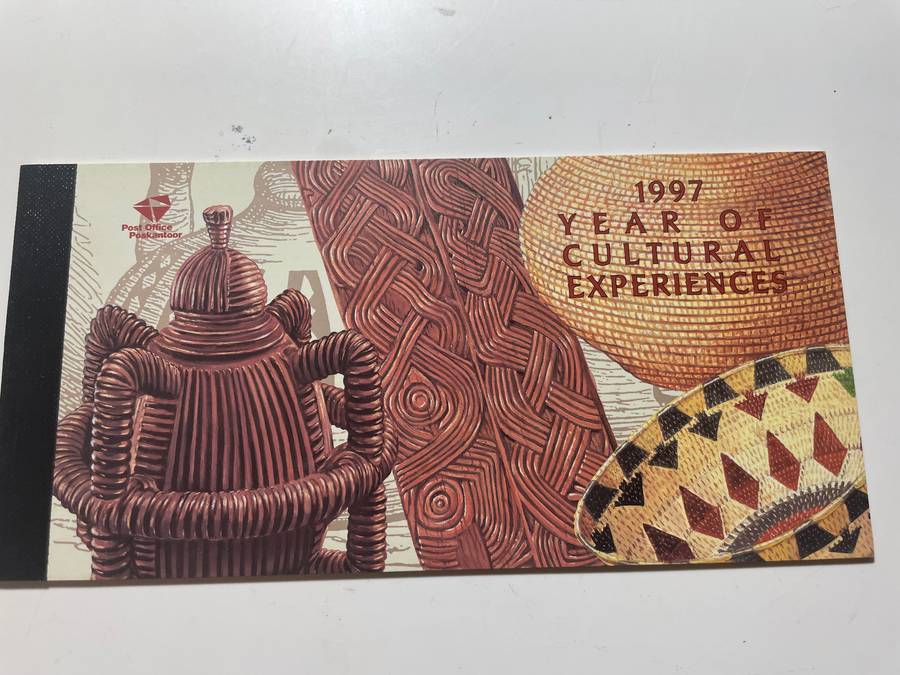 Post Office
Poskantoor
1997
YEAR OF
CULTURAL
EXPERIENCES